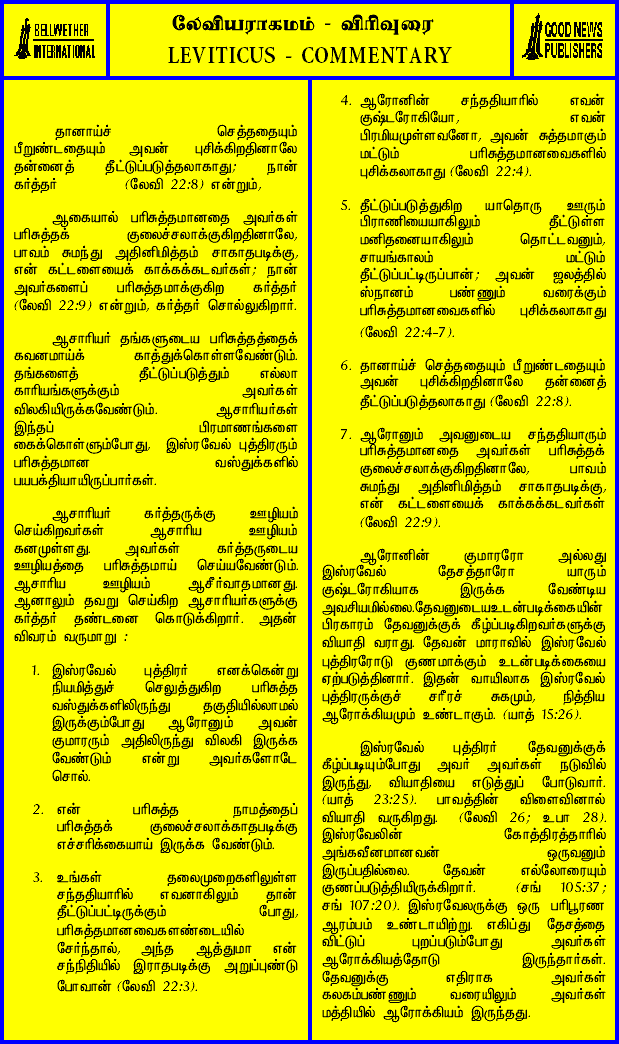 BELLWETHER
INTERNATIONAL
லேவியராகமம் - விரிவுரை
LEVITICUS - COMMENTARY
GOOD NEWS
PUBLISHERS
தானாய்ச் செத்ததையும்
பீறுண்டதையும் அவன் புசிக்கிறதினாலே
தன்னைத் தீட்டுப்படுத்தலாகாது; நான்
கர்த்தர் (லேவி 22:8) என்றும்,
ஆகையால் பரிசுத்தமானதை அவர்கள்
பரிசுத்தக் குலைச்சலாக்குகிறதினாலே,
பாவம் சுமந்து அதினிமித்தம் சாகாதபடிக்கு,
என் கட்டளையைக் காக்கக்கடவர்கள்; நான்
அவர்களைப் பரிசுத்தமாக்குகிற கர்த்தர்
(லேவி 22:9) என்றும், கர்த்தர் சொல்லுகிறார்.
ஆசாரியர் தங்களுடைய பரிசுத்தத்தைக்
கவனமாய்க் காத்துக்கொள்ளவேண்டும்.
தங்களைத் தீட்டுப்படுத்தும் எல்லா
காரியங்களுக்கும் அவர்கள்
விலகியிருக்கவேண்டும். ஆசாரியர்கள்
இந்தப் பிரமாணங்களை
கைக்கொள்ளும்போது, இஸ்ரவேல் புத்திரரும்
பரிசுத்தமான வஸ்துக்களில்
பயபக்தியாயிருப்பார்கள்.
ஆசாரியர் கர்த்தருக்கு ஊழியம்
செய்கிறவர்கள் ஆசாரிய ஊழியம்
கனமுள்ளது. அவர்கள் கர்த்தருடைய
ஊழியத்தை பரிசுத்தமாய் செய்யவேண்டும்.
ஆசாரிய ஊழியம் ஆசீர்வாதமானது.
ஆனாலும் தவறு செய்கிற ஆசாரியர்களுக்கு
கர்த்தர் தண்டனை கொடுக்கிறார். அதன்
விவரம் வருமாறு :
1. இஸ்ரவேல் புத்திரர் எனக்கென்று
நியமித்துச் செலுத்துகிற பரிசுத்த
வஸ்துக்களிலிருந்து தகுதியில்லாமல்
இருக்கும்போது ஆரோனும் அவன்
குமாரரும் அதிலிருந்து விலகி இருக்க
வேண்டும் என்று அவர்களோடே
சொல்.
2. என் பரிசுத்த நாமத்தைப்
பரிசுத்தக் குலைச்சலாக்காதபடிக்கு
எச்சரிக்கையாய் இருக்க வேண்டும்.
3. உங்கள் தலைமுறைகளிலுள்ள
சந்ததியாரில் எவனாகிலும் தான்
தீட்டுப்பட்டிருக்கும் போது,
பரிசுத்தமானவைகளண்டையில்
சேர்ந்தால், அந்த ஆத்துமா என்
சந்நிதியில் இராதபடிக்கு அறுப்புண்டு
போவான் (லேவி 22:3).
4. ஆரோனின் சந்ததியாரில் எவன்
குஷ்டரோகியோ, எவன்
பிரமியமுள்ளவனோ, அவன் சுத்தமாகும்
மட்டும் பரிசுத்தமானவைகளில்
புசிக்கலாகாது (லேவி 22:4).
5. தீட்டுப்படுத்துகிற யாதொரு ஊரும்
பிராணியையாகிலும் தீட்டுள்ள
மனிதனையாகிலும் தொட்டவனும்,
சாயங்காலம் மட்டும்
தீட்டுப்பட்டிருப்பான்; அவன் ஜலத்தில்
ஸ்நானம் பண்ணும் வரைக்கும்
பரிசுத்தமானவைகளில் புசிக்கலாகாது
(லேவி 22:4-7).
6. தானாய்ச் செத்ததையும் பீறுண்டதையும்
அவன் புசிக்கிறதினாலே தன்னைத்
தீட்டுப்படுத்தலாகாது (லேவி 22:8).
7. ஆரோனும் அவனுடைய சந்ததியாரும்
பரிசுத்தமானதை அவர்கள் பரிசுத்தக்
குலைச்சலாக்குகிறதினாலே, பாவம்
சுமந்து அதினிமித்தம் சாகாதபடிக்கு,
என் கட்டளையைக் காக்கக்கடவர்கள்
(லேவி 22:9).
ஆரோனின் குமாரரோ அல்லது
இஸ்ரவேல் தேசத்தாரோ யாரும்
குஷ்டரோகியாக இருக்க வேண்டிய
அவசியமில்லை.தேவனுடையஉடன்படிக்கையின்
பிரகாரம் தேவனுக்குக் கீழ்ப்படிகிறவர்களுக்கு
வியாதி வராது. தேவன் மாராவில் இஸ்ரவேல்
புத்திரரோடு குணமாக்கும் உடன்படிக்கையை
ஏற்படுத்தினார். இதன் வாயிலாக இஸ்ரவேல்
புத்திரருக்குச் சரீரச் சுகமும், நித்திய
ஆரோக்கியமும் உண்டாகும். (யாத் 15:26).
இஸ்ரவேல் புத்திரர் தேவனுக்குக்
கீழ்ப்படியும்போது அவர் அவர்கள் நடுவில்
இருந்து, வியாதியை எடுத்துப் போடுவார்.
(யாத் 23:25). பாவத்தின் விளைவினால்
வியாதி வருகிறது. (லேவி 26; உபா 28).
இஸ்ரவேலின் கோத்திரத்தாரில்
அங்கவீனமானவன் ஒருவனும்
இருப்பதில்லை. தேவன் எல்லோரையும்
குணப்படுத்தியிருக்கிறார். (சங் 105:37;
சங் 107:20). இஸ்ரவேலருக்கு ஒரு பரிபூரண
ஆரம்பம் உண்டாயிற்று. எகிப்து தேசத்தை
விட்டுப் புறப்படும்போது அவர்கள்
ஆரோக்கியத்தோடு இருந்தார்கள்.
தேவனுக்கு எதிராக அவர்கள்
கலகம்பண்ணும் வரையிலும் அவர்கள்
மத்தியில் ஆரோக்கியம் இருந்தது.